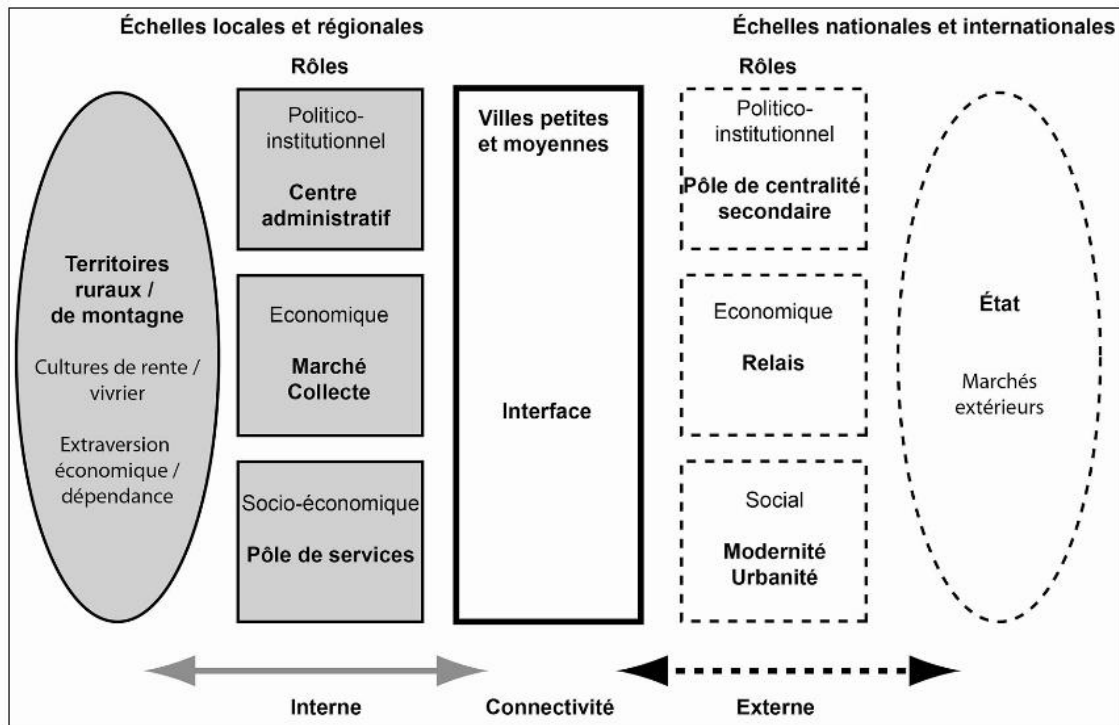 Échelles locales et régionales
Échelles nationales et internationales
Rôles
Rôles
Territoires
ruraux /
de montagne
Cultures de rente /
vivrier
Extraversion
économique /
dépendance
Politico-
institutionnel
Centre
administratif
Economique
Marché
Collecte
Socio-économique
Pôle de services
Villes petites
et moyennes
Interface
Politico-
institutionnel
Pôle de centralité
secondaire
Economique
Relais
Social
Modernité
Urbanité
État
Marchés
extérieurs
Interne
Connectivité
Externe